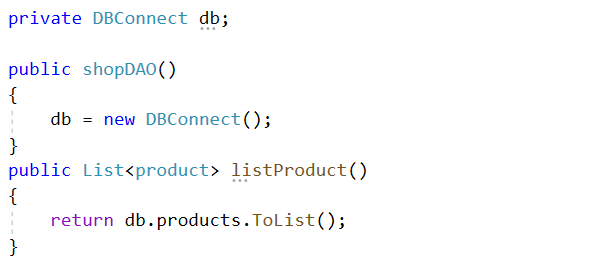 private DBConnect db;
public shopDAO()
{
db = new DBConnect();
}
public List<product> listProduct()
{
return db.products.ToList();
}